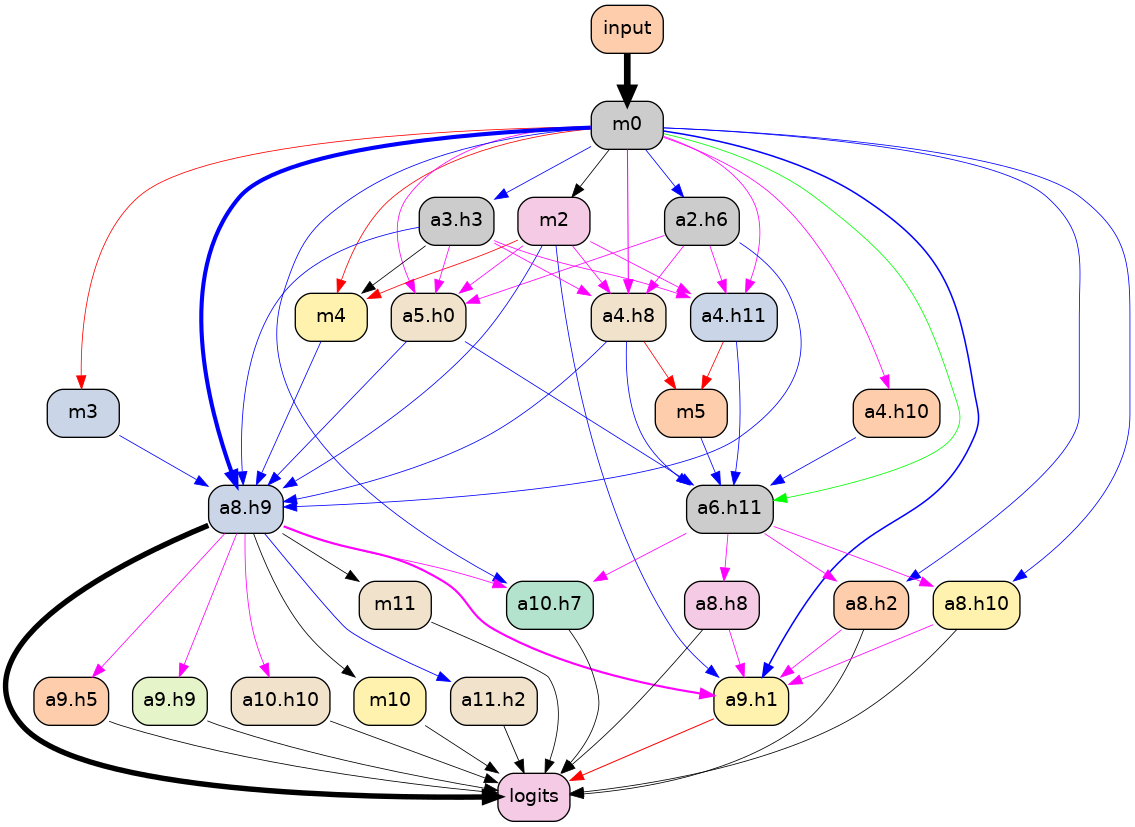 input
m0
a3.h3 m2 a2.h6
m4 a5.h0 a4.h8 a4.h11
m3 m5 a4.h10
a8.h9 a6.h11
m11 a10.h7 a8.h8 a8.h2 a8.h10
a9.h5 a9.h9 a10.h10 m10 a11.h2 a9.h1
logits